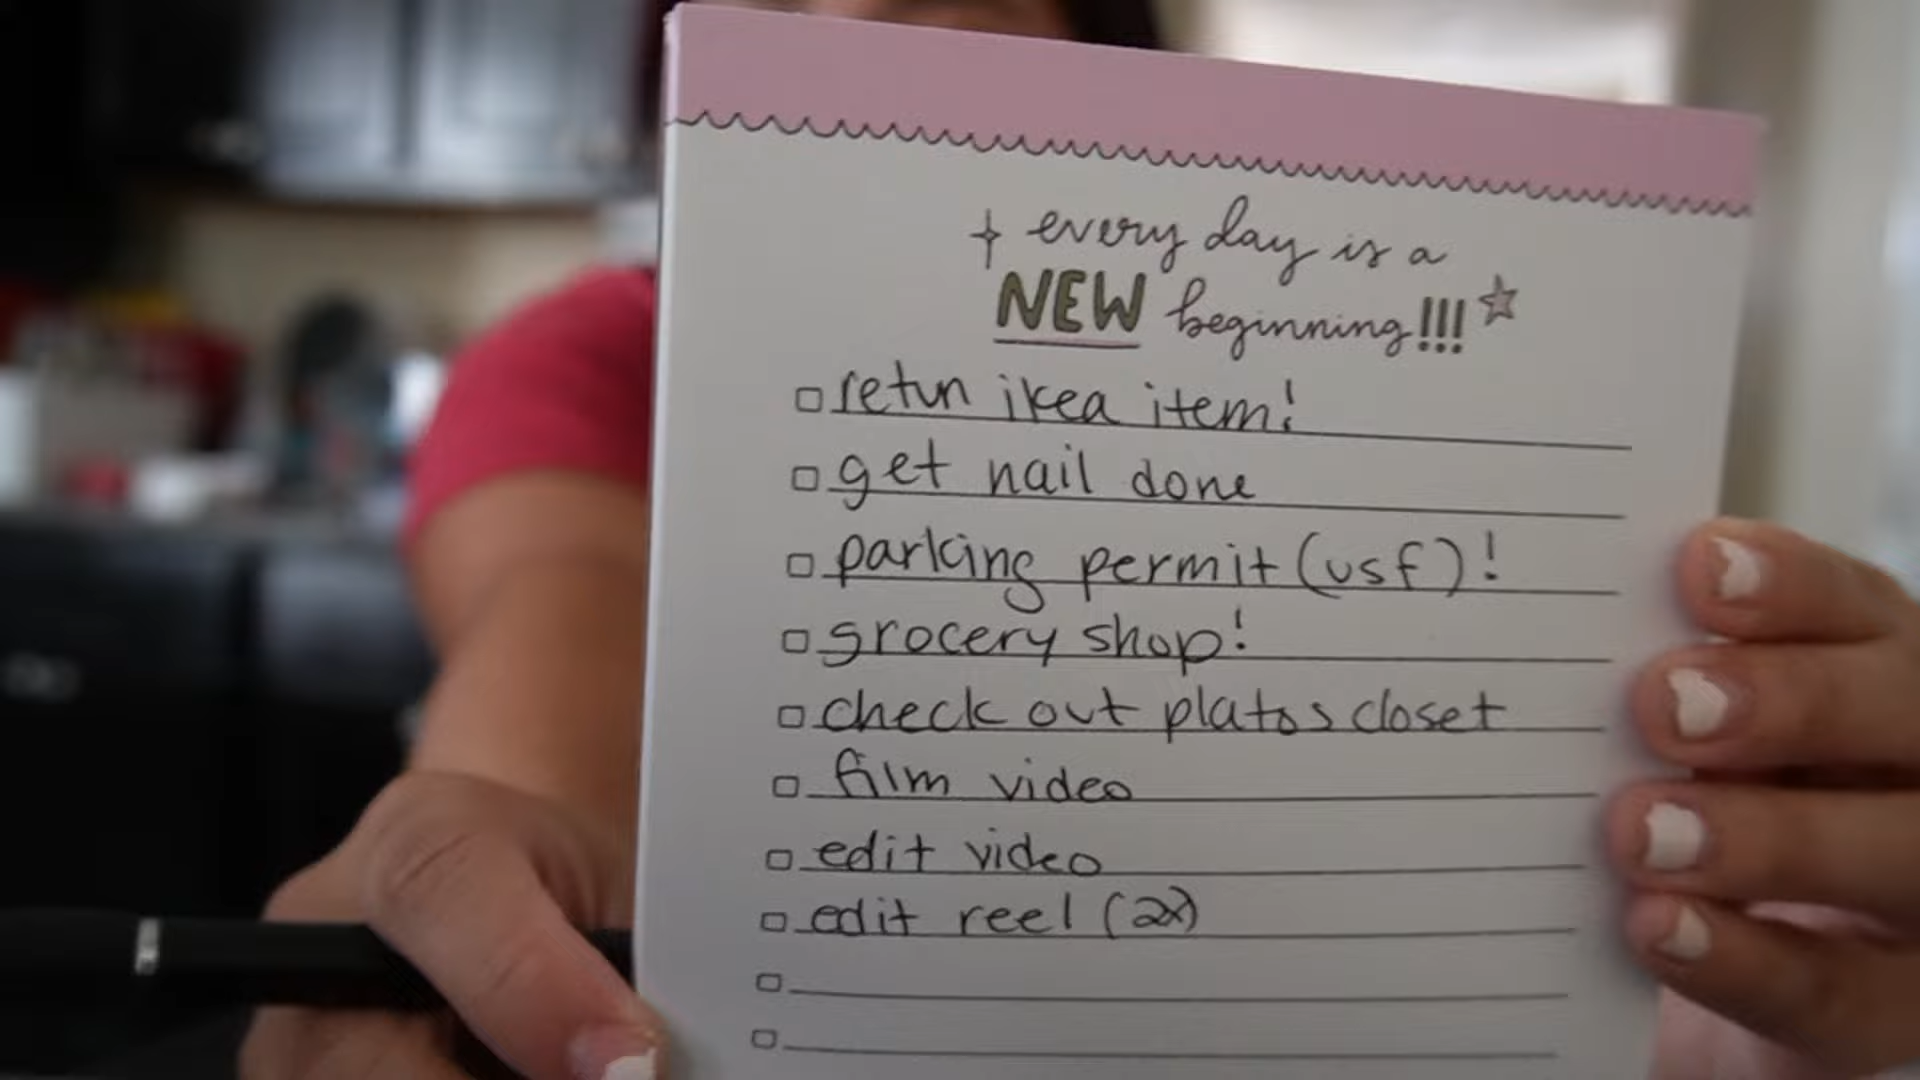 every day is a
NEW beginning!!!
retun ikea item!
get nail done
parking permit (usf)!
grocery shop!
check out platos closet
film video
edit video
edit reel (2x)